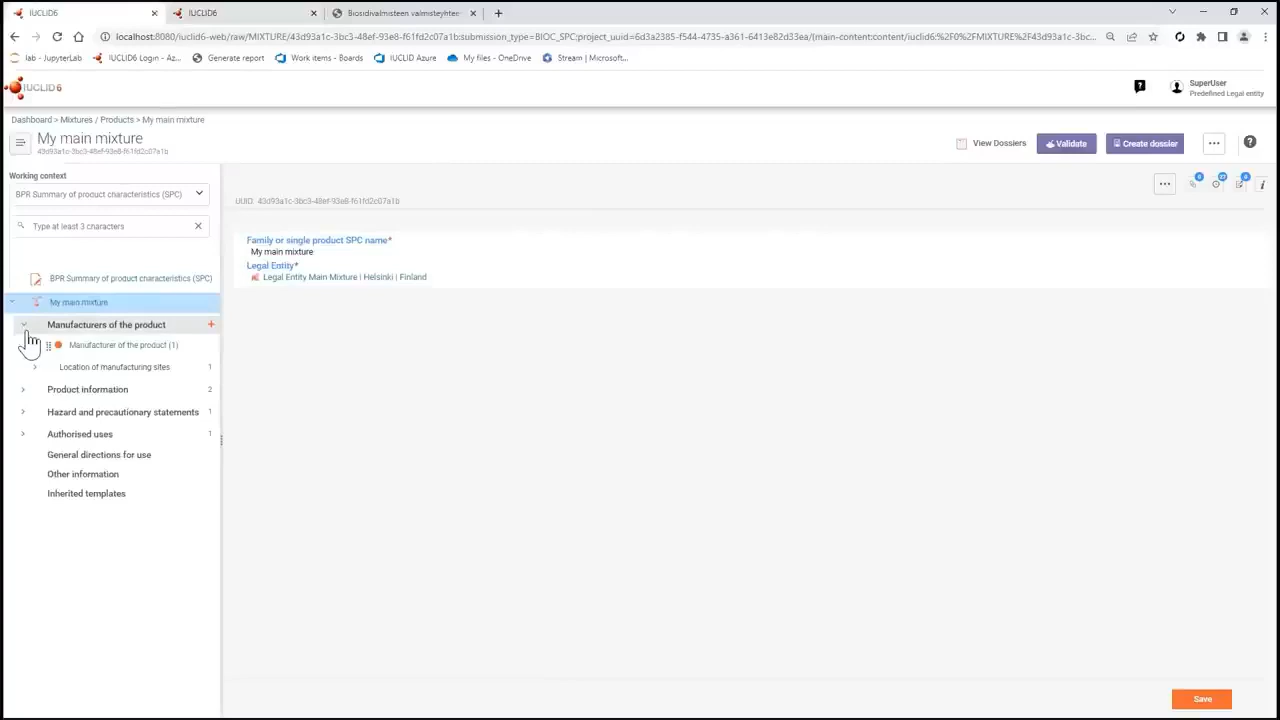 IUCLID6
IUCLID6
Biosidivalmisteen valmisteyhtee
localhost:8080/iuclid6-web/raw/MIXTURE/43d93a1c-3bc3-48ef-93e8-f61fd2c07a1b:submission_type=BIOC_SPC;project_uuid=6d3a2385-f544-4735-a361-6413e82d33ea/(main-content:content/iuclid6:%2F0%2FMIXTURE%2F43d93a1c-3bc...
lab - JupyterLab
IUCLID6 Login - Az...
Generate report
Work items - Boards
IUCLID Azure
My files - OneDrive
Stream | Microsoft...
IUCLID6
SuperUser
Predefined Legal entity
Dashboard > Mixtures / Products > My main mixture
My main mixture
43d93a1c-3bc3-48ef-93e8-f61fd2c07a1b
View Dossiers
Validate
Create dossier
Working context
BPR Summary of product characteristics (SPC)
Type at least 3 characters
BPR Summary of product characteristics (SPC)
My main mixture
Manufacturers of the product
Manufacturer of the product (1)
Location of manufacturing sites 1
Product information 2
Hazard and precautionary statements 1
Authorised uses 1
General directions for use
Other information
Inherited templates
UUID: 43d93a1c-3bc3-48ef-93e8-f61fd2c07a1b
Family or single product SPC name*
My main mixture
Legal Entity*
Legal Entity Main Mixture | Helsinki | Finland
Save